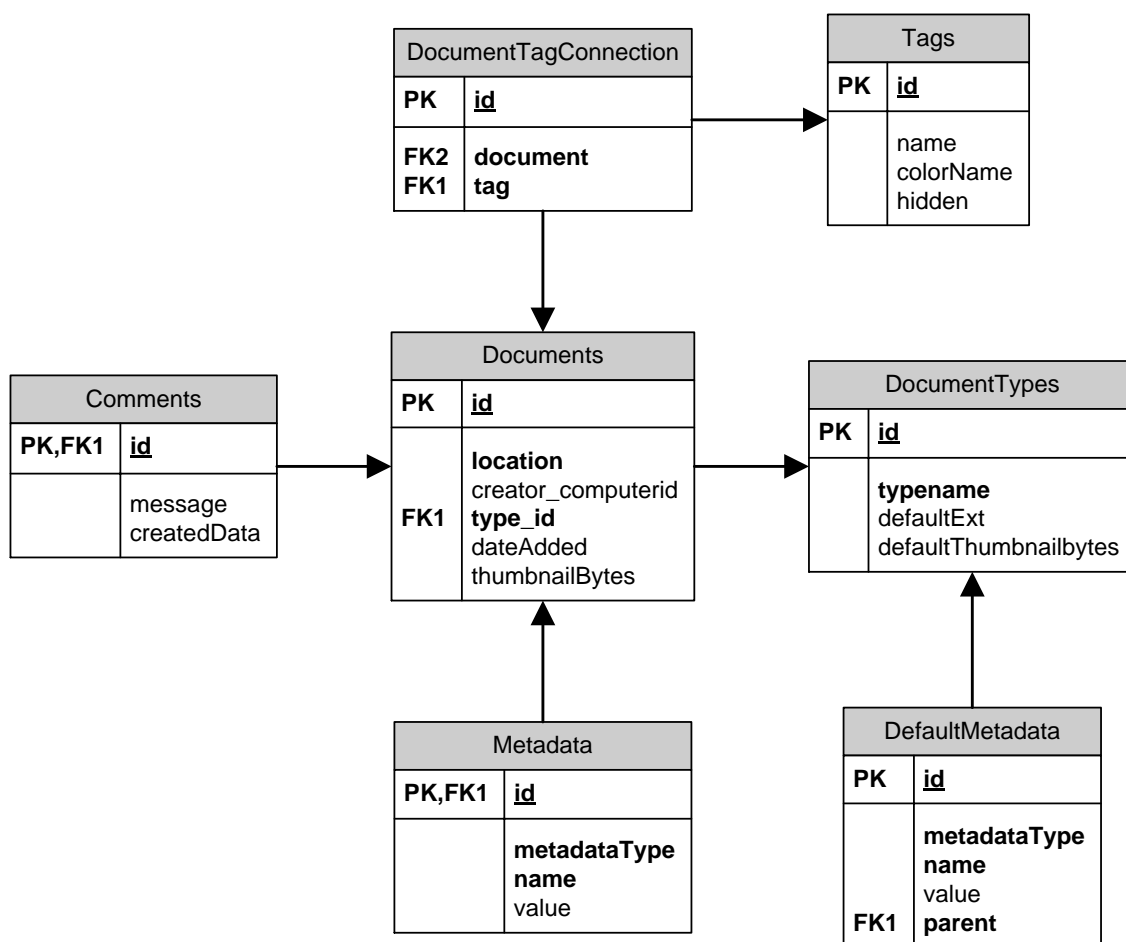 DocumentTagConnection
PK id
FK2 document
FK1 tag
Tags
PK id
name
colorName
hidden
Comments
PK,FK1 id
message
createdData
Documents
PK id
location
creator_computerid
FK1 type_id
dateAdded
thumbnailBytes
DocumentTypes
PK id
typename
defaultExt
defaultThumbnailbytes
Metadata
PK,FK1 id
metadataType
name
value
DefaultMetadata
PK id
metadataType
name
value
FK1 parent